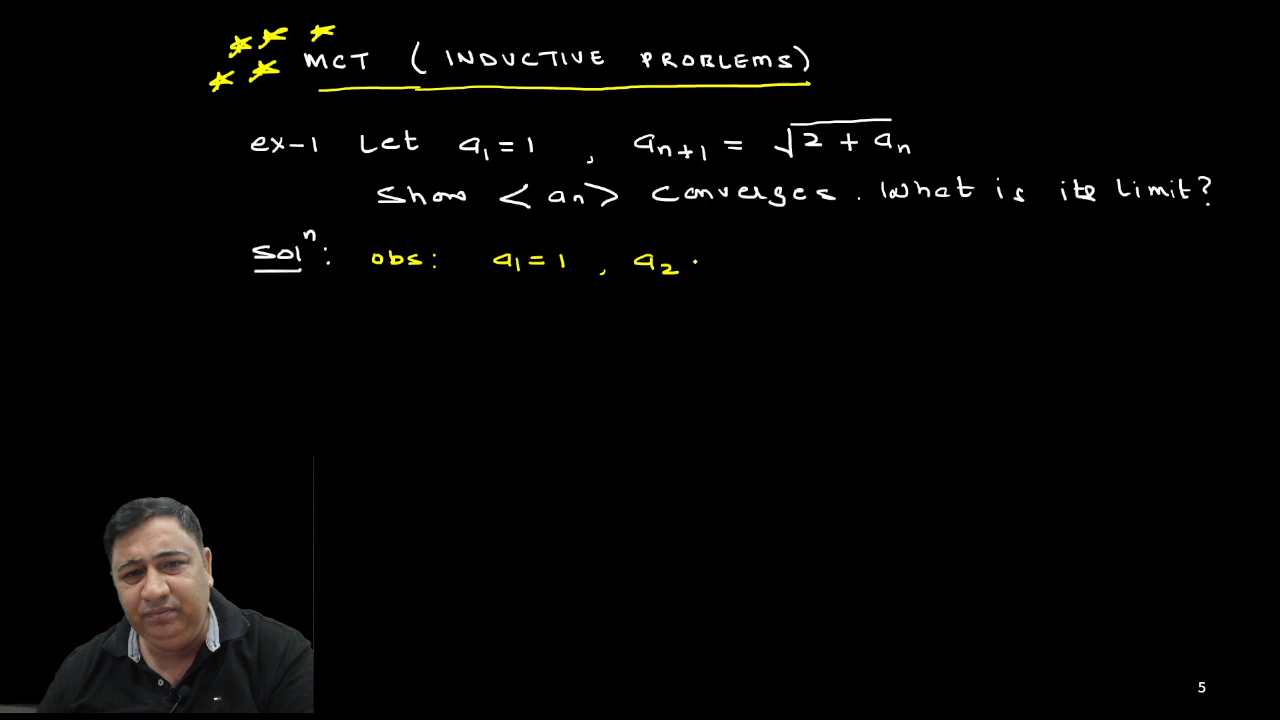 MCT ( INDUCTIVE PROBLEMS)
ex-1 Let a₁ = 1 , aₙ₊₁ = √(2 + aₙ)
Show < aₙ > converges. What is its limit?
Solⁿ: obs: a₁ = 1 , a₂
5